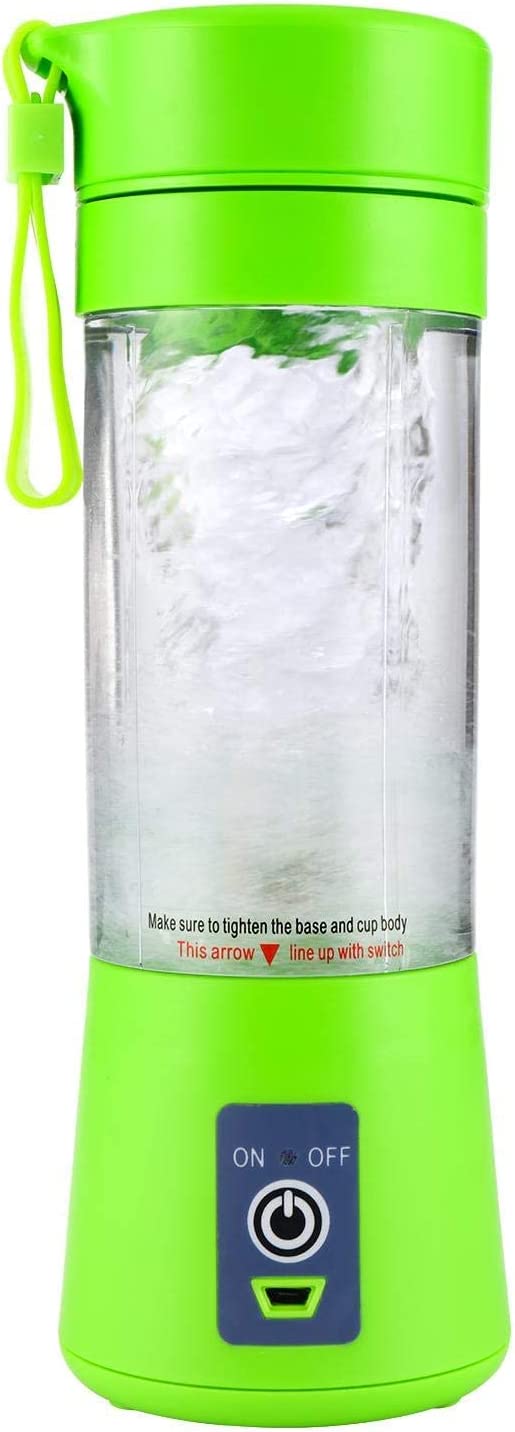 Make sure to tighten the base and cup body
This arrow ▼ line up with switch
ON OFF